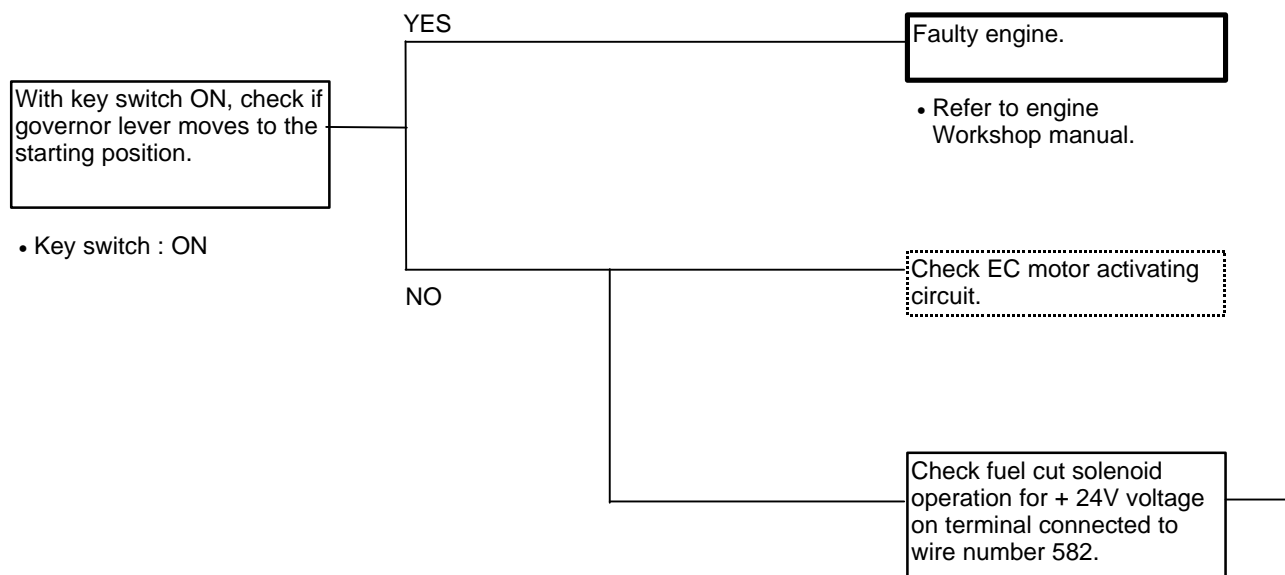 YES
Faulty engine.
With key switch ON, check if
governor lever moves to the
starting position.
• Refer to engine
Workshop manual.
• Key switch : ON
NO
Check EC motor activating
circuit.
Check fuel cut solenoid
operation for + 24V voltage
on terminal connected to
wire number 582.